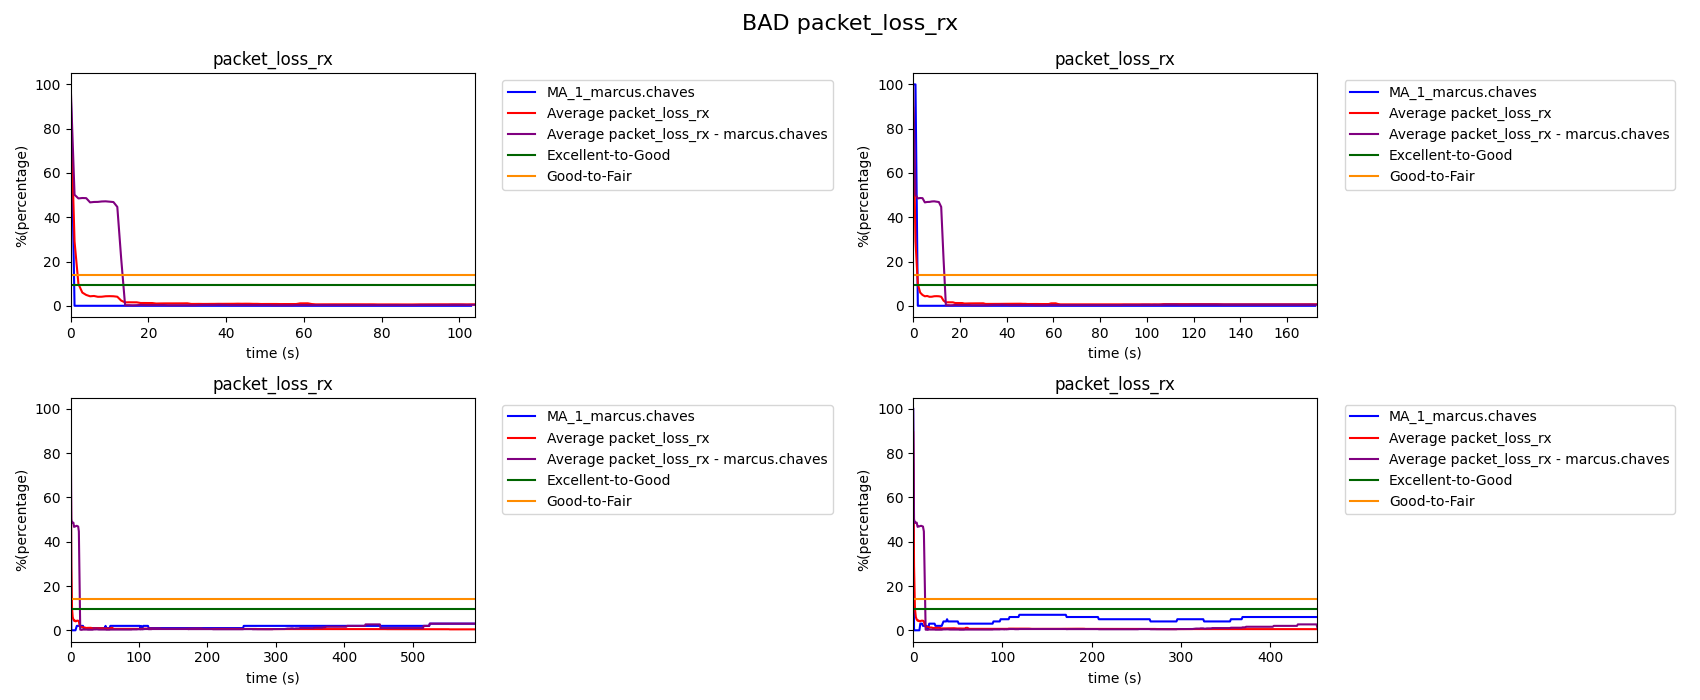 BAD packet_loss_rx
packet_loss_rx
100
80
60
40
20
0
%(percentage)
0 20 40 60 80 100
time (s)
MA_1_marcus.chaves
Average packet_loss_rx
Average packet_loss_rx - marcus.chaves
Excellent-to-Good
Good-to-Fair
packet_loss_rx
100
80
60
40
20
0
%(percentage)
0 20 40 60 80 100 120 140 160
time (s)
MA_1_marcus.chaves
Average packet_loss_rx
Average packet_loss_rx - marcus.chaves
Excellent-to-Good
Good-to-Fair
packet_loss_rx
100
80
60
40
20
0
%(percentage)
0 100 200 300 400 500
time (s)
MA_1_marcus.chaves
Average packet_loss_rx
Average packet_loss_rx - marcus.chaves
Excellent-to-Good
Good-to-Fair
packet_loss_rx
100
80
60
40
20
0
%(percentage)
0 100 200 300 400
time (s)
MA_1_marcus.chaves
Average packet_loss_rx
Average packet_loss_rx - marcus.chaves
Excellent-to-Good
Good-to-Fair